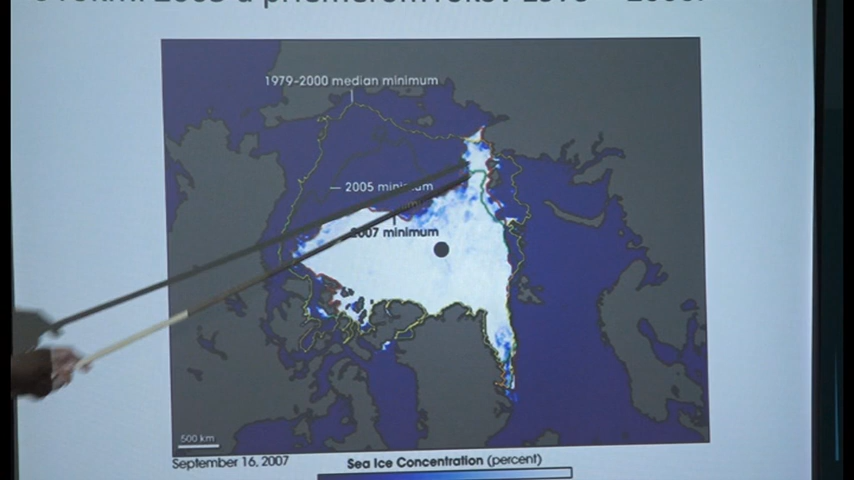 1979-2000 median minimum
2005 minimum
2007 minimum
500 km
September 16, 2007
Sea Ice Concentration (percent)